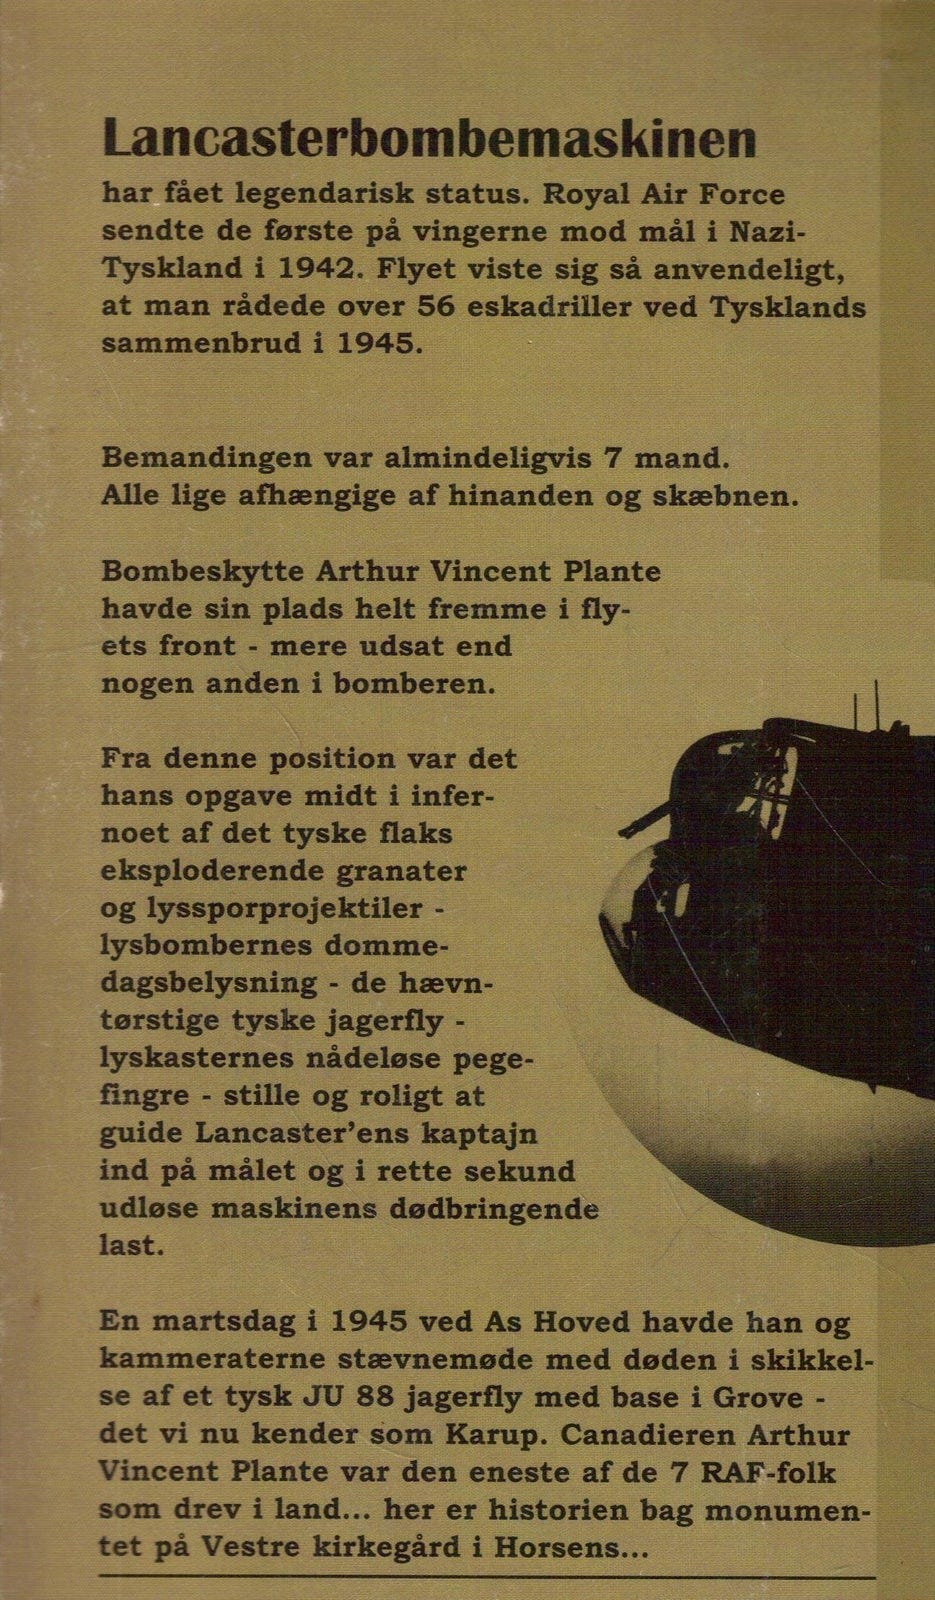 Lancasterbombemaskinen
har fået legendarisk status. Royal Air Force
sendte de første på vingerne mod mål i Nazi-
Tyskland i 1942. Flyet viste sig så anvendeligt,
at man rådede over 56 eskadriller ved Tysklands
sammenbrud i 1945.
Bemandingen var almindeligvis 7 mand.
Alle lige afhængige af hinanden og skæbnen.
Bombeskytte Arthur Vincent Plante
havde sin plads helt fremme i fly-
ets front - mere udsat end
nogen anden i bomberen.
Fra denne position var det
hans opgave midt i infer-
noet af det tyske flaks
eksploderende granater
og lyssporprojektiler -
lysbombernes domme-
dagsbelysning - de hævn-
tørstige tyske jagerfly -
lyskasternes nådeløse pege-
fingre - stille og roligt at
guide Lancaster'ens kaptajn
ind på målet og i rette sekund
udløse maskinens dødbringende
last.
En martsdag i 1945 ved As Hoved havde han og
kammeraterne stævnemøde med døden i skikkel-
se af et tysk JU 88 jagerfly med base i Grove -
det vi nu kender som Karup. Canadieren Arthur
Vincent Plante var den eneste af de 7 RAF-folk
som drev i land... her er historien bag monumen-
tet på Vestre kirkegård i Horsens...